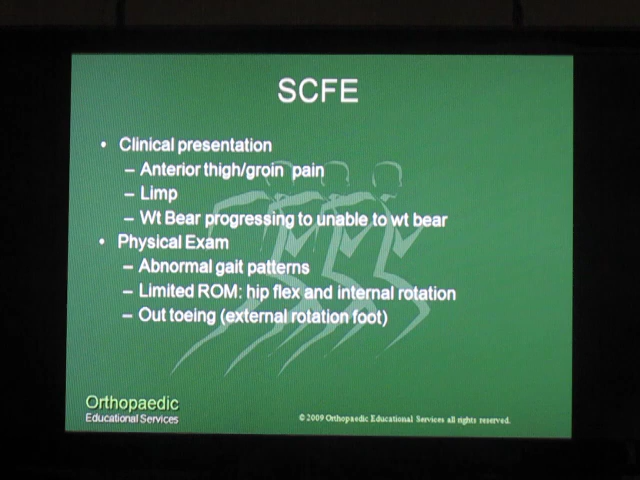 SCFE
• Clinical presentation
– Anterior thigh/groin pain
– Limp
– Wt Bear progressing to unable to wt bear
• Physical Exam
– Abnormal gait patterns
– Limited ROM: hip flex and internal rotation
– Out toeing (external rotation foot)
Orthopaedic
Educational Services
© 2009 Orthopaedic Educational Services all rights reserved.